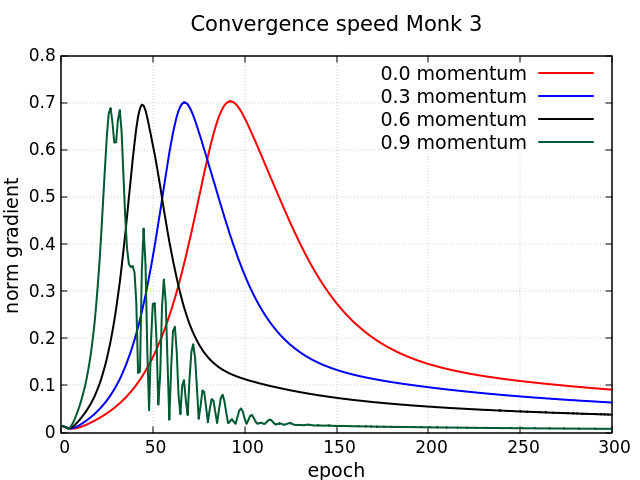 Convergence speed Monk 3
0.0 momentum
0.3 momentum
0.6 momentum
0.9 momentum
0.8
0.7
0.6
0.5
0.4
0.3
0.2
0.1
0
norm gradient
0 50 100 150 200 250 300
epoch